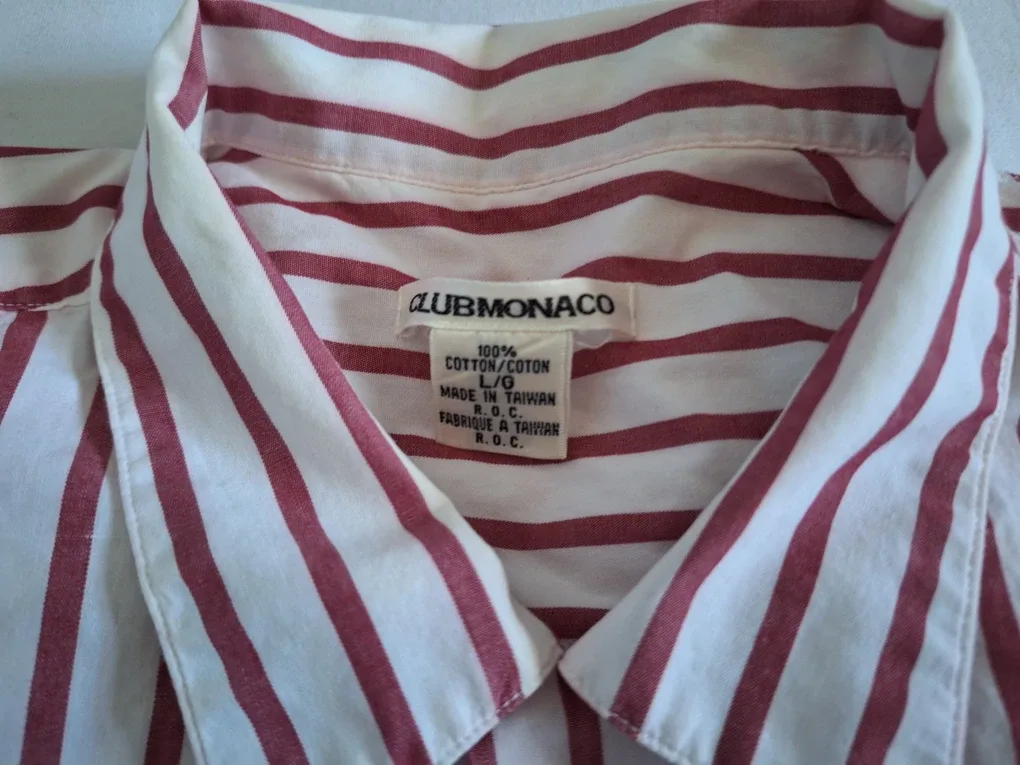 CLUBMONACO
100%
COTTON/COTON
L/G
MADE IN TAIWAN
R.O.C.
FABRIQUE A TAIWAN
R.O.C.